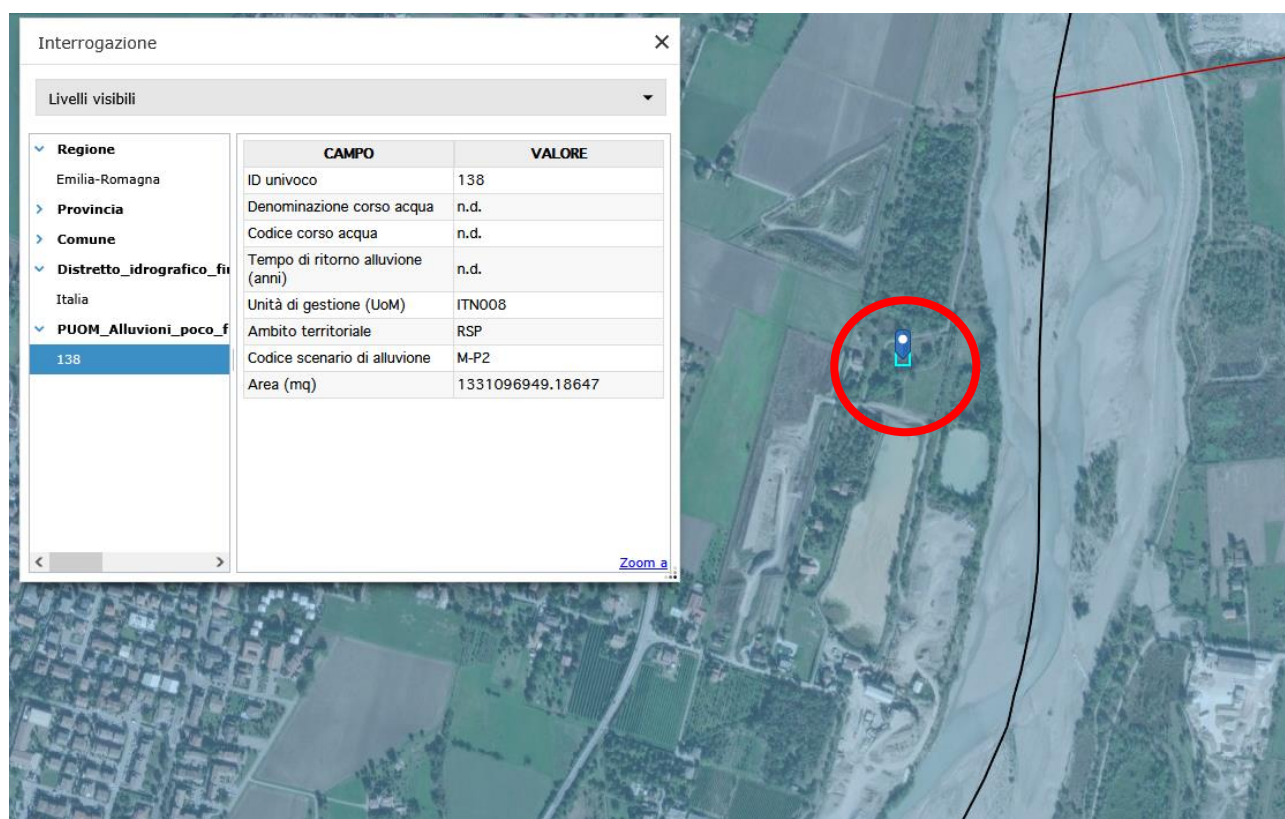 Interrogazione
Livelli visibili
Regione
Emilia-Romagna
Provincia
Comune
Distretto_idrografico_fiu
Italia
PUOM_Alluvioni_poco_f
138
CAMPO VALORE
ID univoco 138
Denominazione corso acqua n.d.
Codice corso acqua n.d.
Tempo di ritorno alluvione
(anni) n.d.
Unità di gestione (UoM) ITN008
Ambito territoriale RSP
Codice scenario di alluvione M-P2
Area (mq) 1331096949.18647
Zoom a